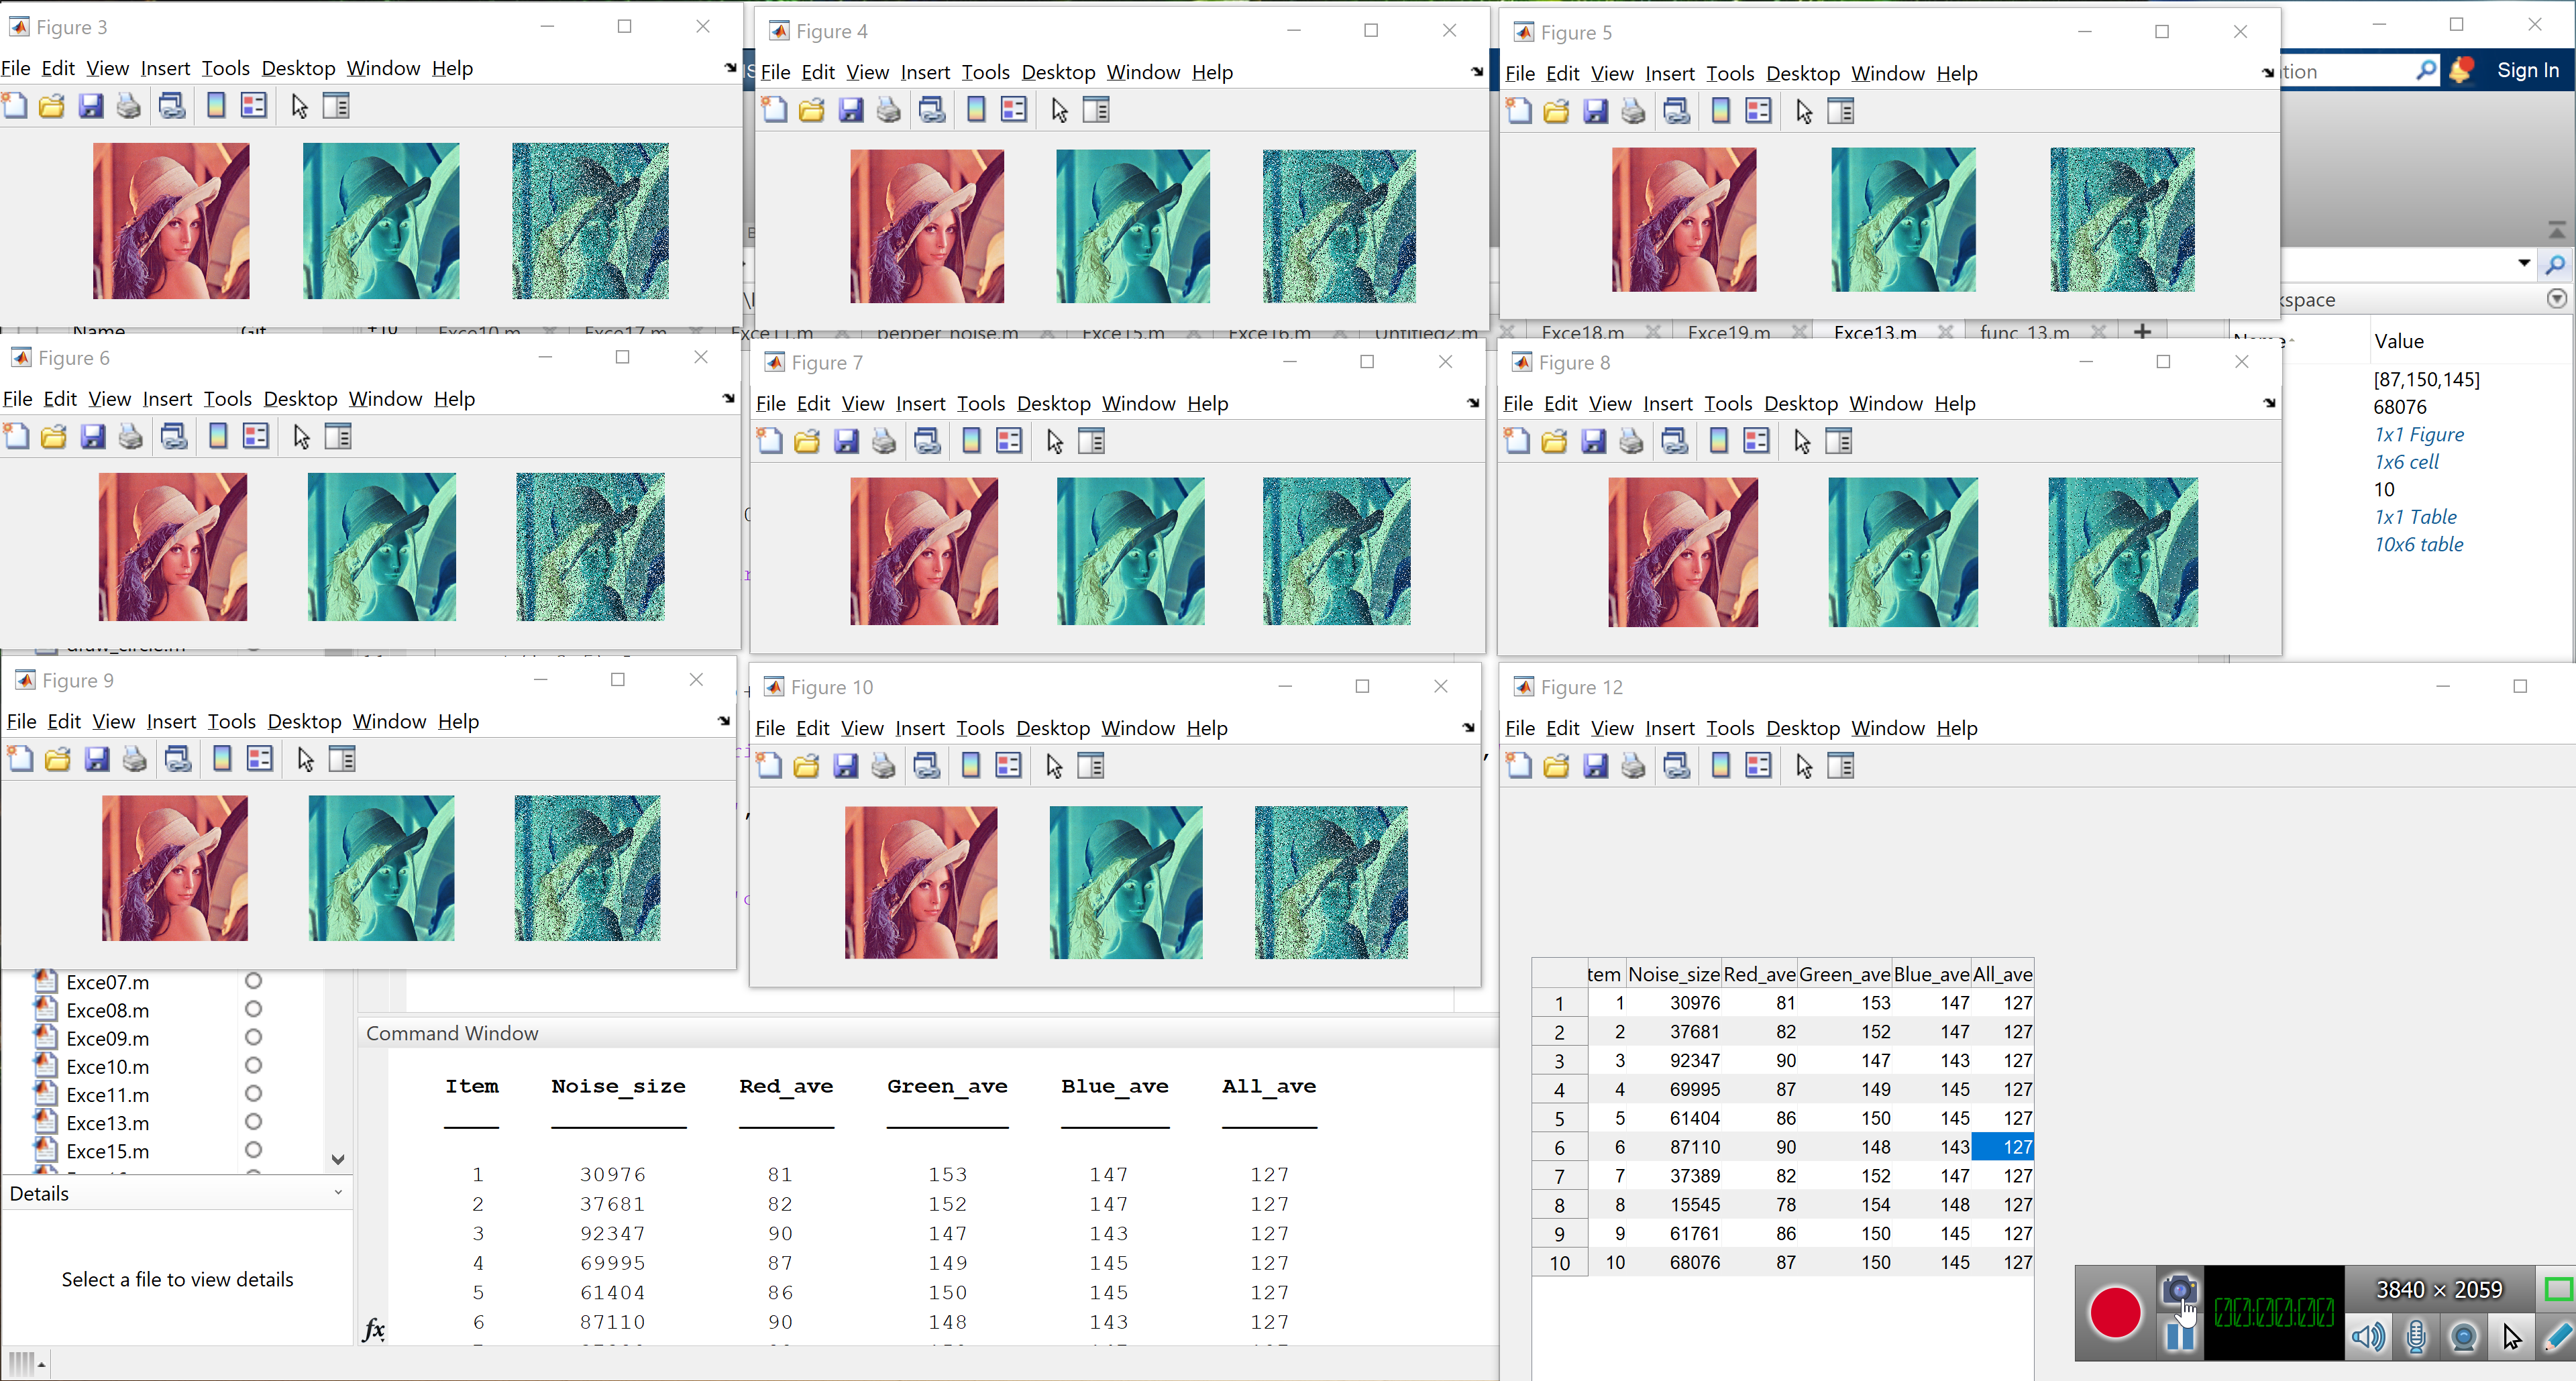 Figure 3
File Edit View Insert Tools Desktop Window Help
Figure 4
File Edit View Insert Tools Desktop Window Help
Figure 5
File Edit View Insert Tools Desktop Window Help
tion
Sign In
Name Git +10 Exce10.m Exce17.m Exce11.m pepper_noise.m Exce15.m Exce16.m Untitled2.m Exce18.m Exce19.m Exce13.m func_13.m
kspace
Value
[87,150,145]
68076
1x1 Figure
1x6 cell
10
1x1 Table
10x6 table
Figure 6
File Edit View Insert Tools Desktop Window Help
Figure 7
File Edit View Insert Tools Desktop Window Help
Figure 8
File Edit View Insert Tools Desktop Window Help
draw_circle.m
Figure 9
File Edit View Insert Tools Desktop Window Help
Figure 10
File Edit View Insert Tools Desktop Window Help
Figure 12
File Edit View Insert Tools Desktop Window Help
Exce07.m
Exce08.m
Exce09.m
Exce10.m
Exce11.m
Exce13.m
Exce15.m
Details
Select a file to view details
Command Window
Item Noise_size Red_ave Green_ave Blue_ave All_ave
1 30976 81 153 147 127
2 37681 82 152 147 127
3 92347 90 147 143 127
4 69995 87 149 145 127
5 61404 86 150 145 127
6 87110 90 148 143 127
fx
tem Noise_size Red_ave Green_ave Blue_ave All_ave
1 1 30976 81 153 147 127
2 2 37681 82 152 147 127
3 3 92347 90 147 143 127
4 4 69995 87 149 145 127
5 5 61404 86 150 145 127
6 6 87110 90 148 143 127
7 7 37389 82 152 147 127
8 8 15545 78 154 148 127
9 9 61761 86 150 145 127
10 10 68076 87 150 145 127
00:00:00
3840 × 2059